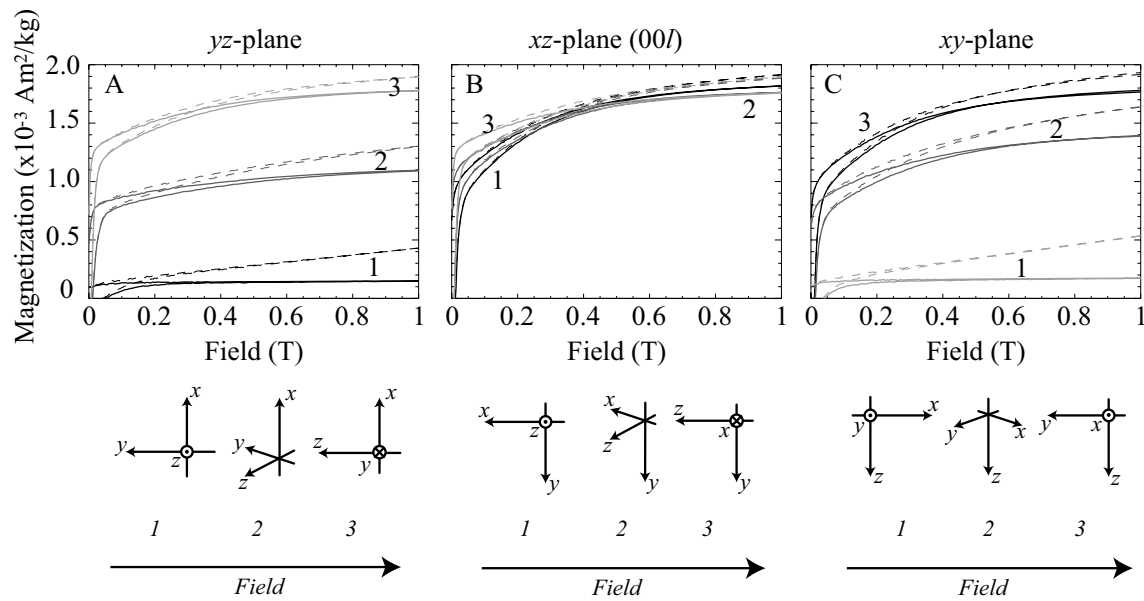 yz-plane
xz-plane (00l)
xy-plane
Magnetization (x10⁻³ Am²/kg)
2.0
1.5
1.0
0.5
0
A
3
2
1
0 0.2 0.4 0.6 0.8 1
Field (T)
B
3
2
1
0 0.2 0.4 0.6 0.8 1
Field (T)
C
3
2
1
0 0.2 0.4 0.6 0.8 1
Field (T)
x
y
z
x
y
z
x
z
y
x
z
y
x
z
y
z
x
y
y
x
z
y
x
z
y
x
z
1 2 3
Field
1 2 3
Field
1 2 3
Field